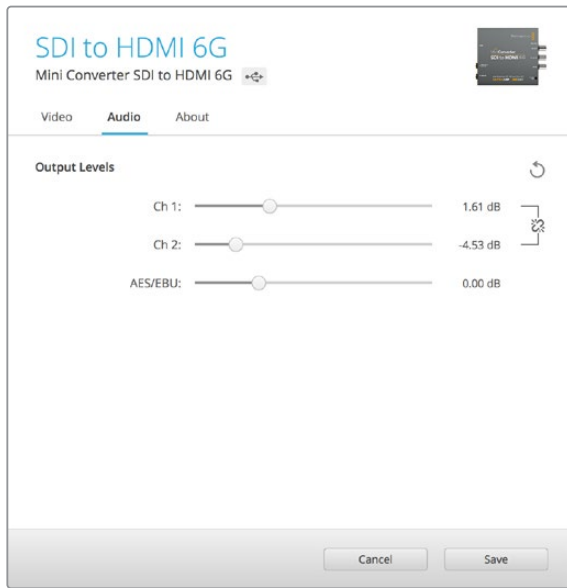 SDI to HDMI 6G
Mini Converter SDI to HDMI 6G
Video Audio About
Output Levels
Ch 1: 1.61 dB
Ch 2: -4.53 dB
AES/EBU: 0.00 dB
Cancel Save